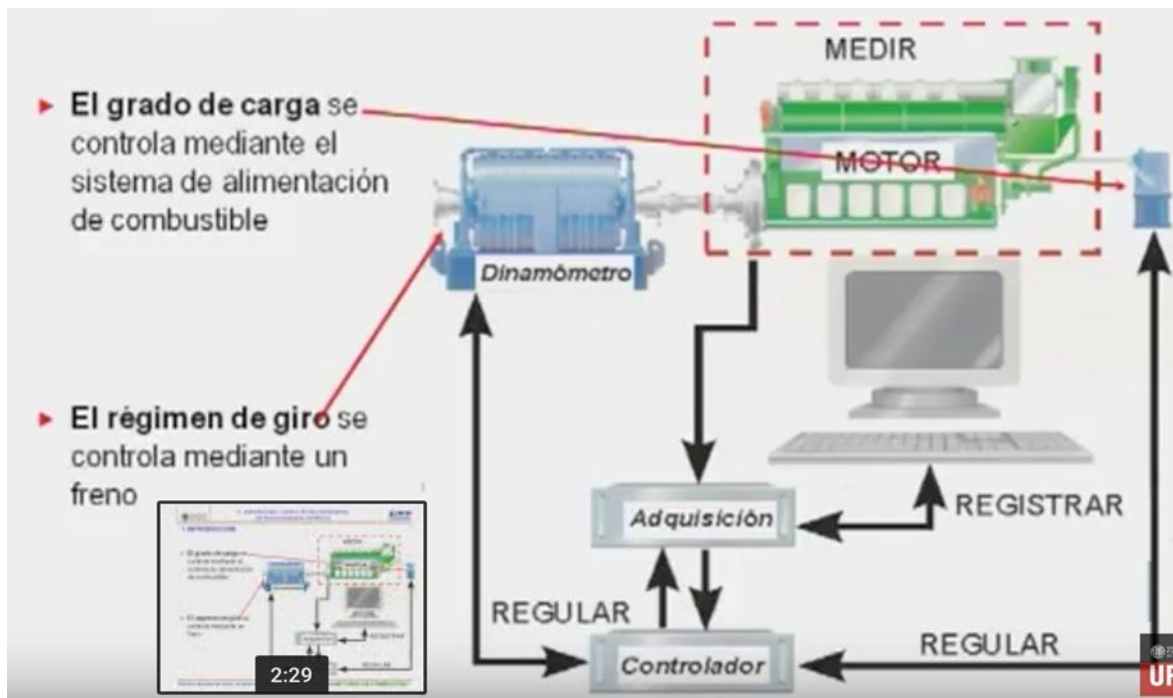 ► El grado de carga se
controla mediante el
sistema de alimentación
de combustible
► El régimen de giro se
controla mediante un
freno
MEDIR
MOTOR
Dinamómetro
Adquisición
REGISTRAR
REGULAR
Controlador
REGULAR
2:29